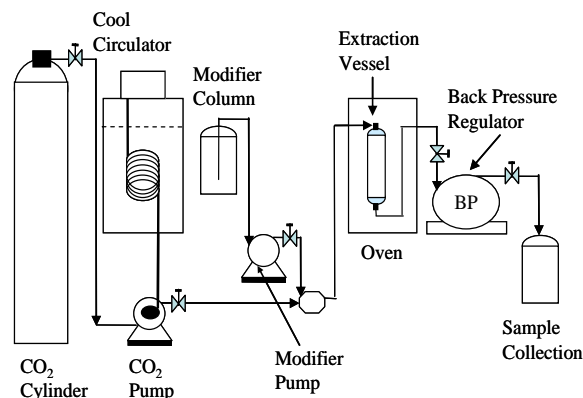 Cool
Circulator
Modifier
Column
Extraction
Vessel
Back Pressure
Regulator
BP
Oven
CO₂
Cylinder
CO₂
Pump
Modifier
Pump
Sample
Collection